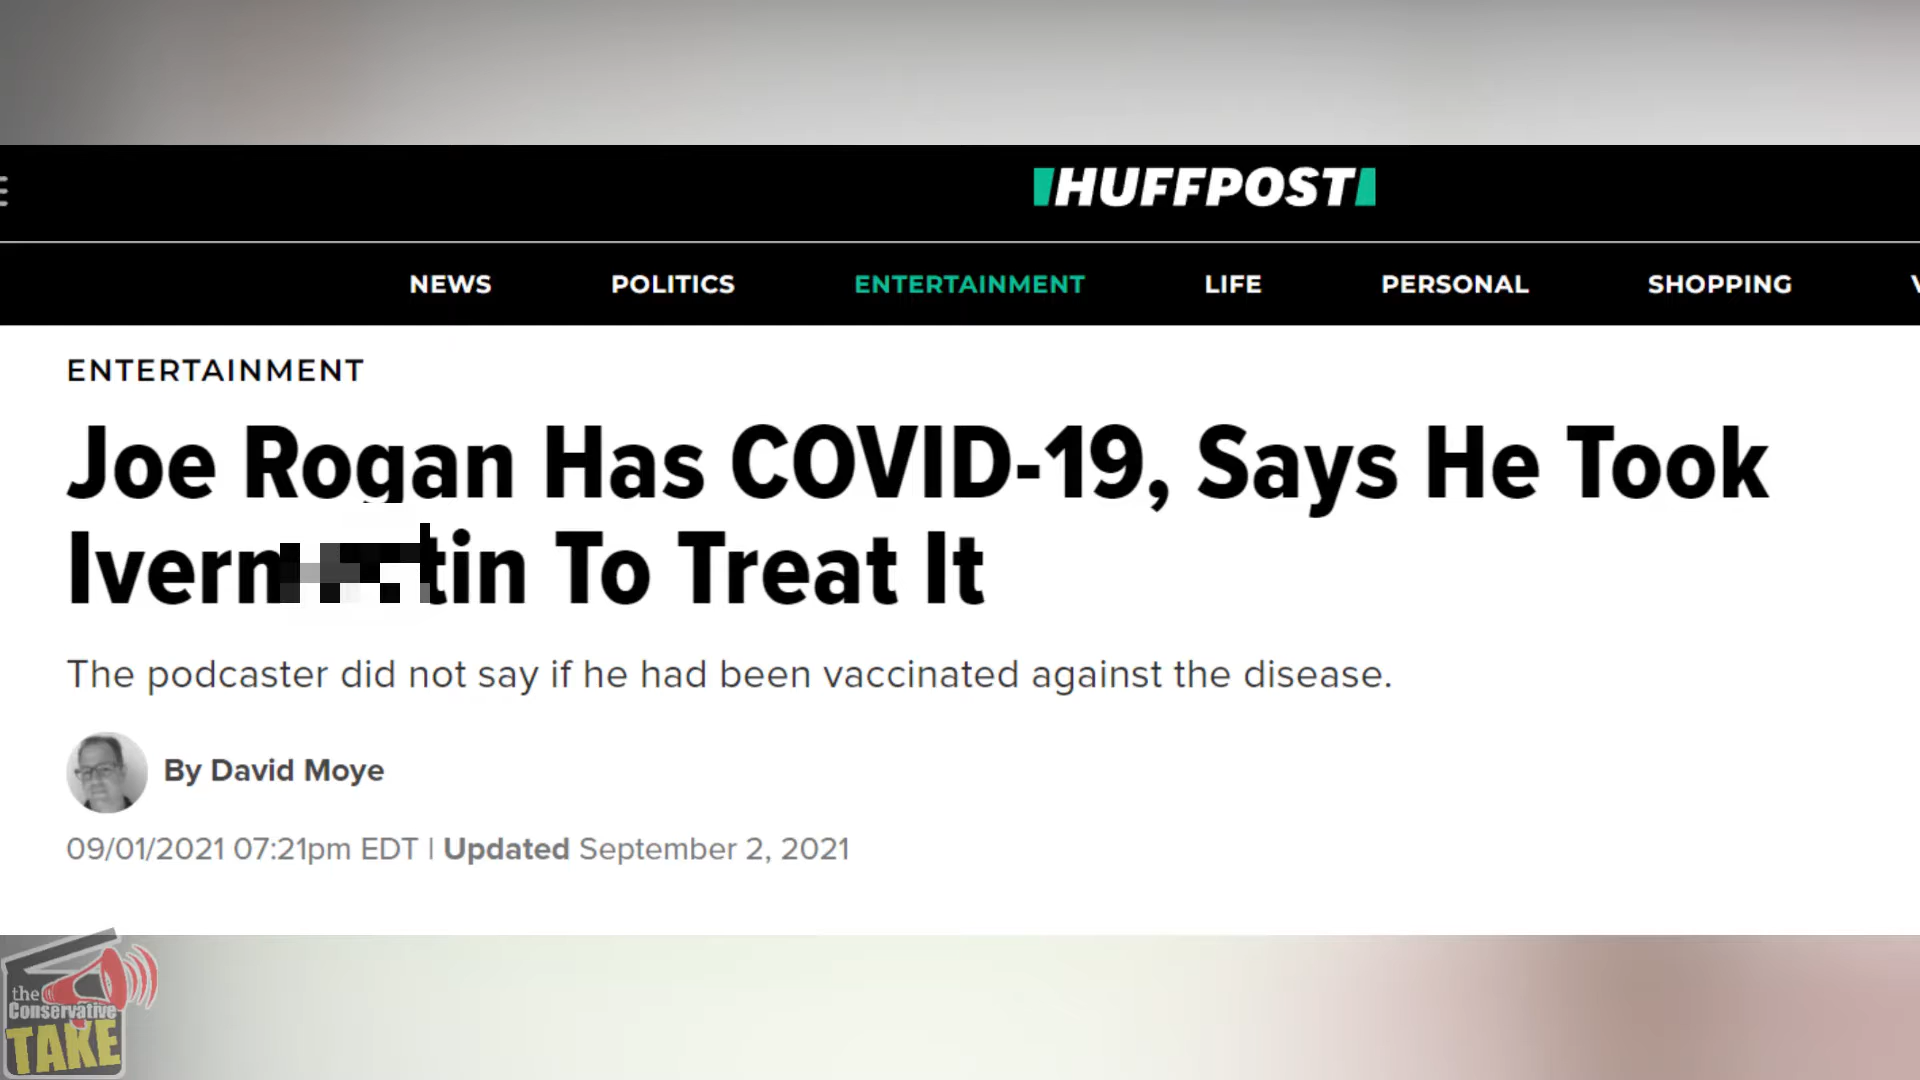 HUFFPOST
NEWS POLITICS ENTERTAINMENT LIFE PERSONAL SHOPPING
ENTERTAINMENT
Joe Rogan Has COVID-19, Says He Took
To Treat It
The podcaster did not say if he had been vaccinated against the disease.
By David Moye
09/01/2021 07:21pm EDT | Updated September 2, 2021
the
Conservative
TAKE